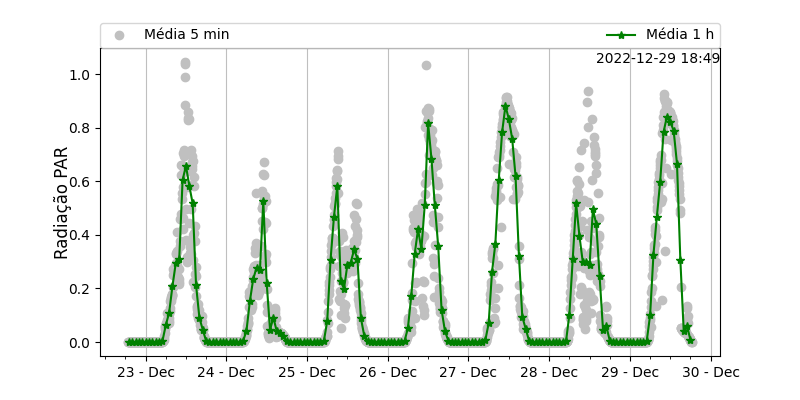 Média 5 min
Média 1 h
2022-12-29 18:49
Radiação PAR
1.0
0.8
0.6
0.4
0.2
0.0
23 - Dec
24 - Dec
25 - Dec
26 - Dec
27 - Dec
28 - Dec
29 - Dec
30 - Dec